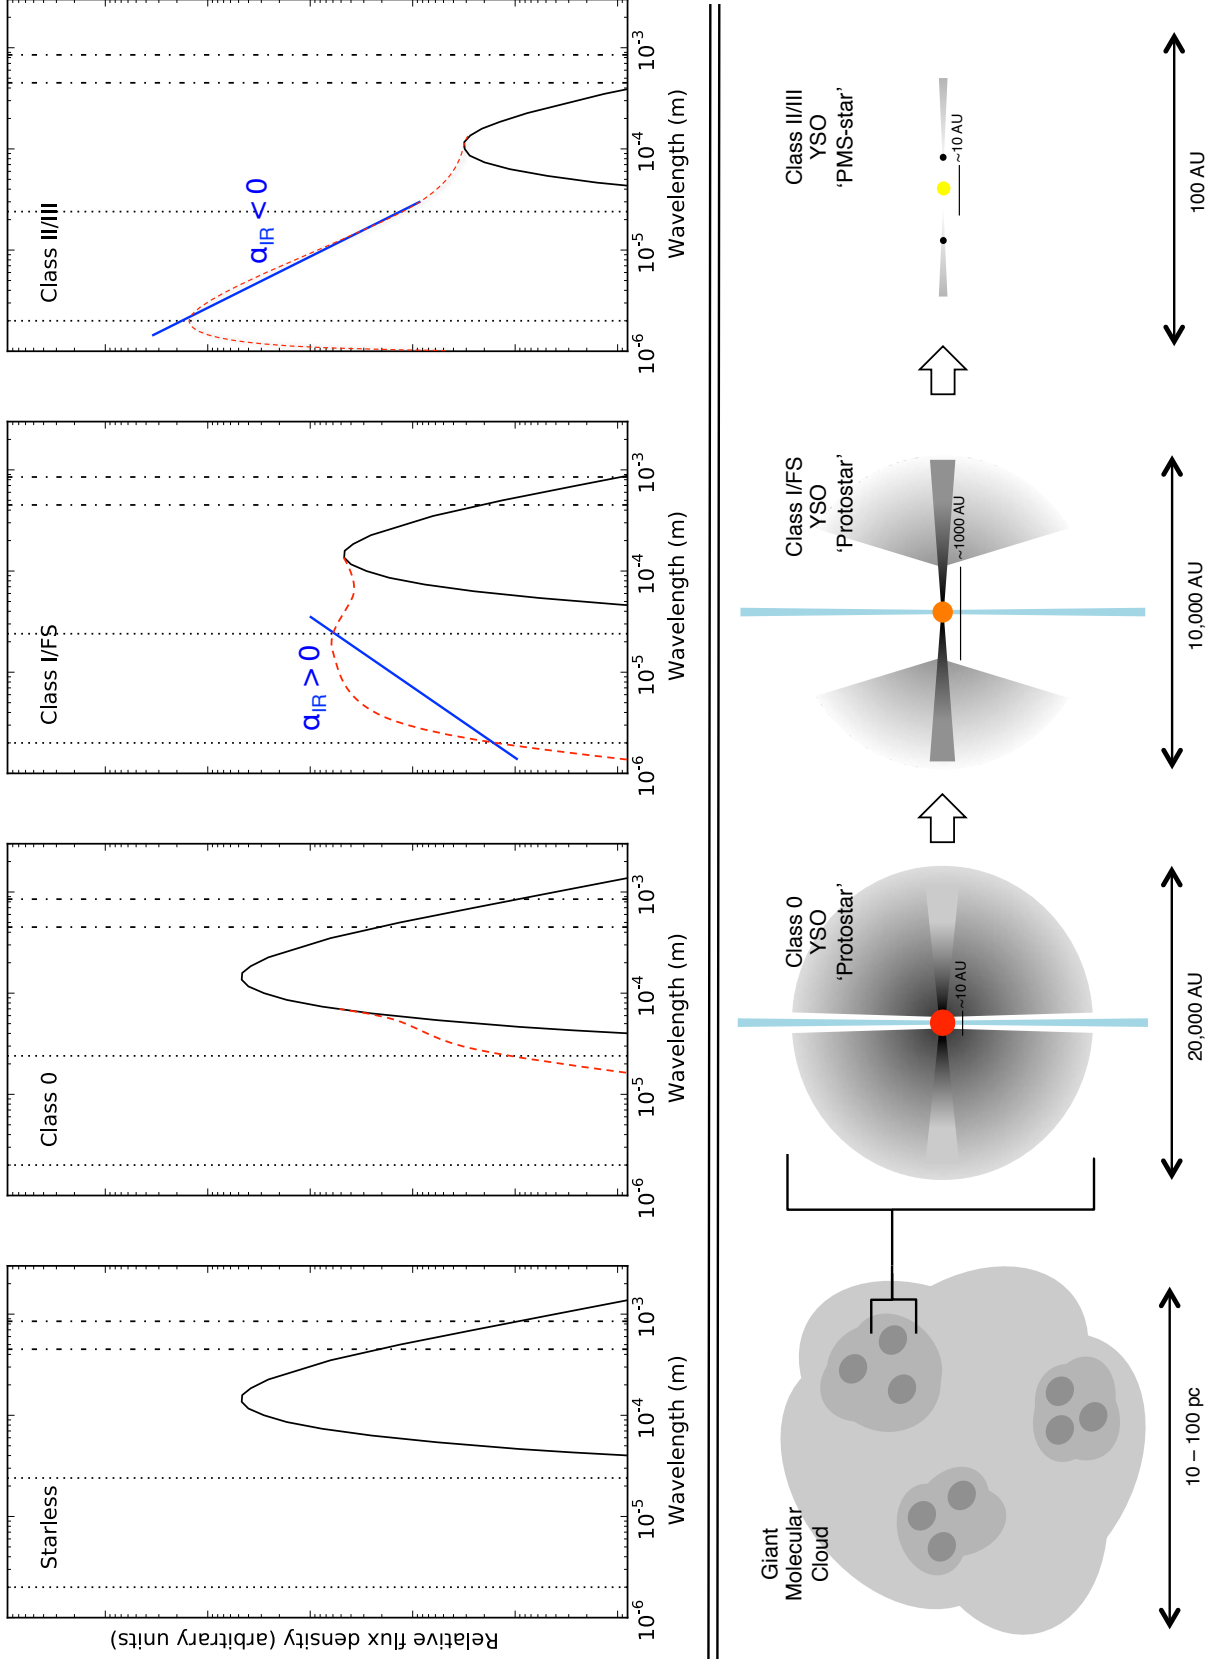 Relative flux density (arbitrary units)
Starless
10-6
10-5
10-4
10-3
Wavelength (m)
Class 0
10-6
10-5
10-4
10-3
Wavelength (m)
Class I/FS
αIR > 0
10-6
10-5
10-4
10-3
Wavelength (m)
Class II/III
αIR < 0
10-6
10-5
10-4
10-3
Wavelength (m)
Giant
Molecular
Cloud
10 – 100 pc
Class 0
YSO
‘Protostar’
~10 AU
20,000 AU
Class I/FS
YSO
‘Protostar’
~1000 AU
10,000 AU
Class II/III
YSO
‘PMS-star’
~10 AU
100 AU